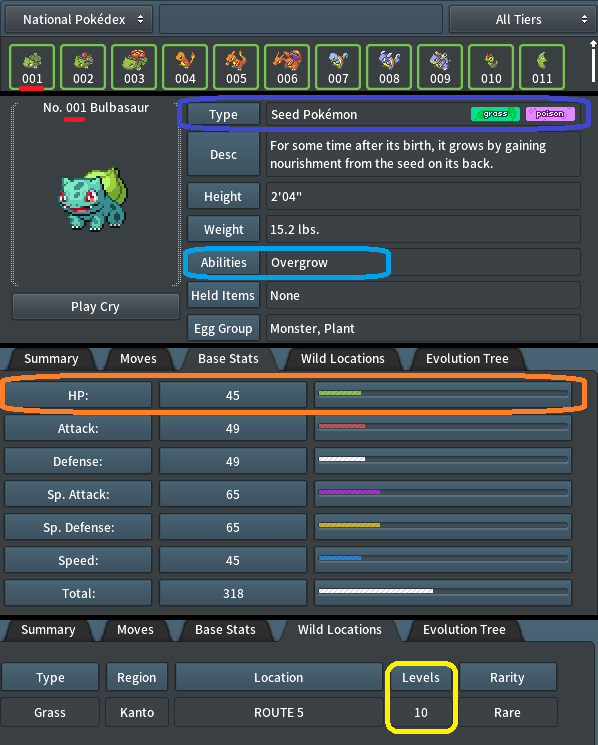 National Pokédex
All Tiers
001 002 003 004 005 006 007 008 009 010 011
No. 001 Bulbasaur
Type Seed Pokémon grass poison
Desc For some time after its birth, it grows by gaining
nourishment from the seed on its back.
Height 2'04"
Weight 15.2 lbs.
Abilities Overgrow
Held Items None
Egg Group Monster, Plant
Play Cry
Summary Moves Base Stats Wild Locations Evolution Tree
HP: 45
Attack: 49
Defense: 49
Sp. Attack: 65
Sp. Defense: 65
Speed: 45
Total: 318
Summary Moves Base Stats Wild Locations Evolution Tree
Type Region Location Levels Rarity
Grass Kanto ROUTE 5 10 Rare